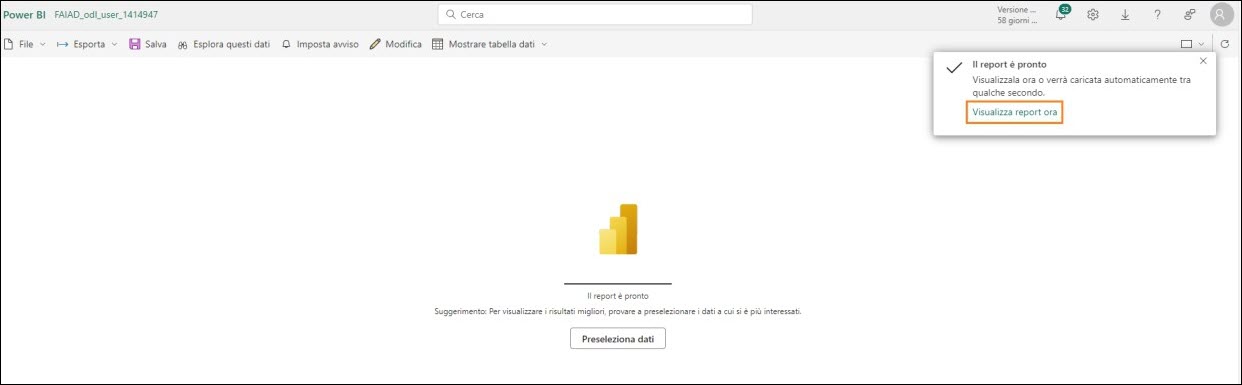 Power BI FAIAD_odl_user_1414947 Cerca Versione ... 32 ?
58 giorni ...
File Esporta Salva Esplora questi dati Imposta avviso Modifica Mostrare tabella dati
Il report è pronto
Visualizzala ora o verrà caricata automaticamente tra
qualche secondo.
Visualizza report ora
Il report è pronto
Suggerimento: Per visualizzare i risultati migliori, provare a preselezionare i dati a cui si è più interessati.
Preseleziona dati